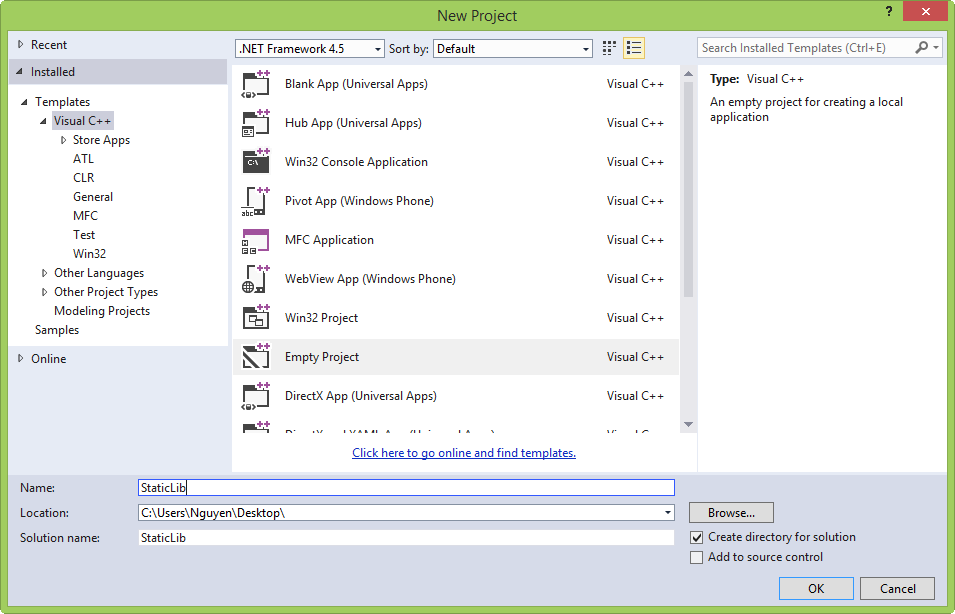 New Project
?
Recent
Installed
Templates
Visual C++
Store Apps
ATL
CLR
General
MFC
Test
Win32
Other Languages
Other Project Types
Modeling Projects
Samples
Online
.NET Framework 4.5
Sort by:
Default
Search Installed Templates (Ctrl+E)
Blank App (Universal Apps) Visual C++
Hub App (Universal Apps) Visual C++
Win32 Console Application Visual C++
Pivot App (Windows Phone) Visual C++
MFC Application Visual C++
WebView App (Windows Phone) Visual C++
Win32 Project Visual C++
Empty Project Visual C++
DirectX App (Universal Apps) Visual C++
Click here to go online and find templates.
Type: Visual C++
An empty project for creating a local
application
Name: StaticLib
Location: C:\Users\Nguyen\Desktop\
Browse...
Solution name: StaticLib
Create directory for solution
Add to source control
OK
Cancel